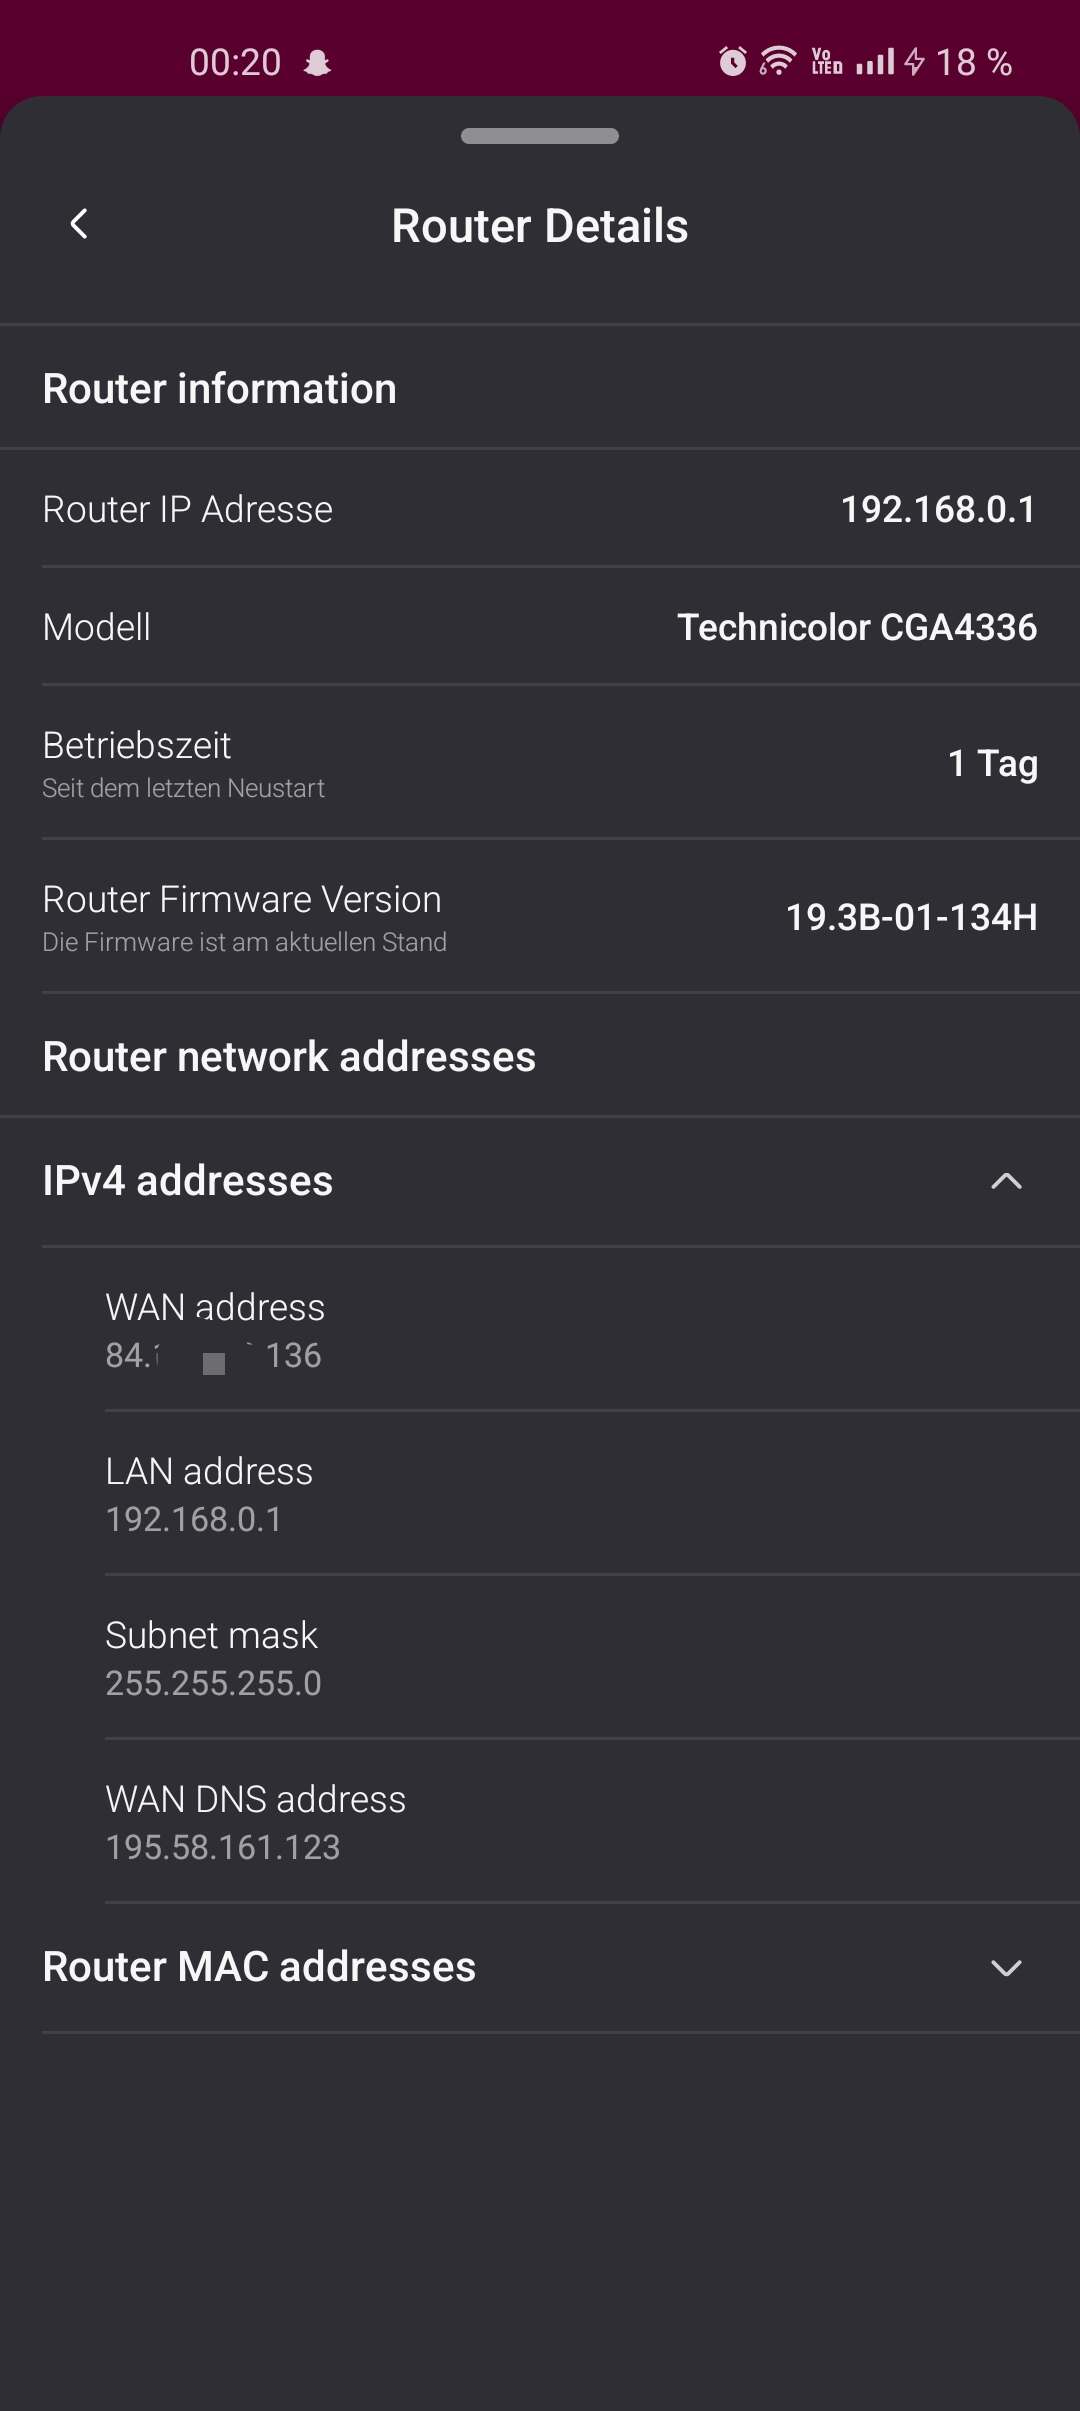 00:20
18 %
Router Details
Router information
Router IP Adresse 192.168.0.1
Modell Technicolor CGA4336
Betriebszeit 1 Tag
Seit dem letzten Neustart
Router Firmware Version 19.3B-01-134H
Die Firmware ist am aktuellen Stand
Router network addresses
IPv4 addresses
WAN address
84. 136
LAN address
192.168.0.1
Subnet mask
255.255.255.0
WAN DNS address
195.58.161.123
Router MAC addresses